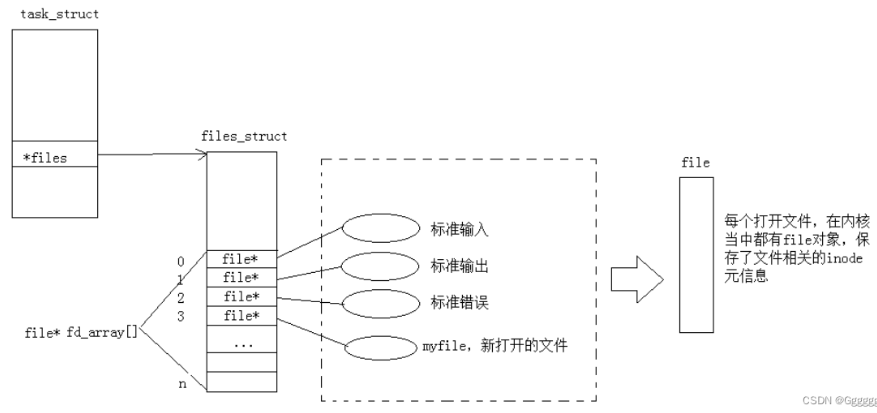 task_struct
*files
files_struct
file* fd_array[]
0 file*
1 file*
2 file*
3 file*
...
n
标准输入
标准输出
标准错误
myfile，新打开的文件
file
每个打开文件，在内核
当中都有file对象，保
存了文件相关的inode
元信息
CSDN @Gggggg